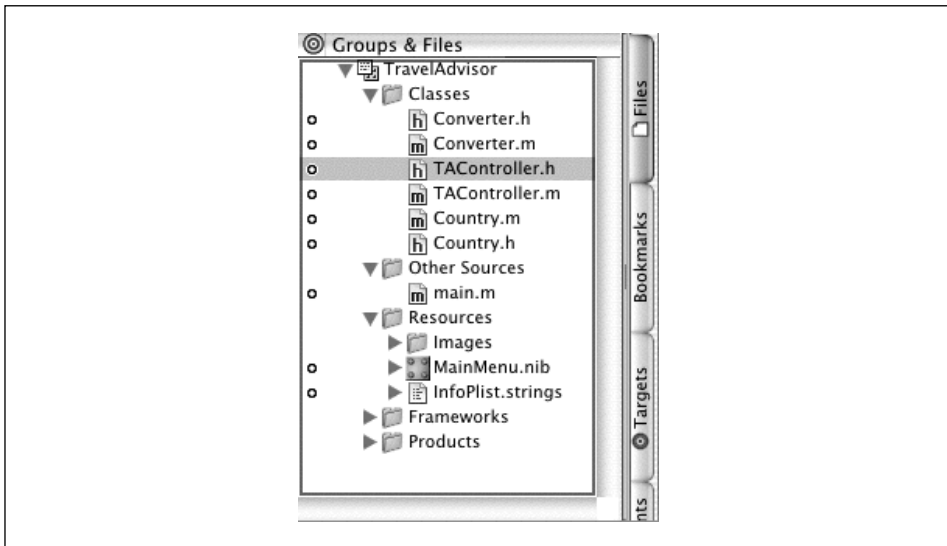 Groups & Files
TravelAdvisor
Classes
h Converter.h
m Converter.m
h TAController.h
m TAController.m
m Country.m
h Country.h
Other Sources
m main.m
Resources
Images
MainMenu.nib
InfoPlist.strings
Frameworks
Products
Files
Bookmarks
Targets